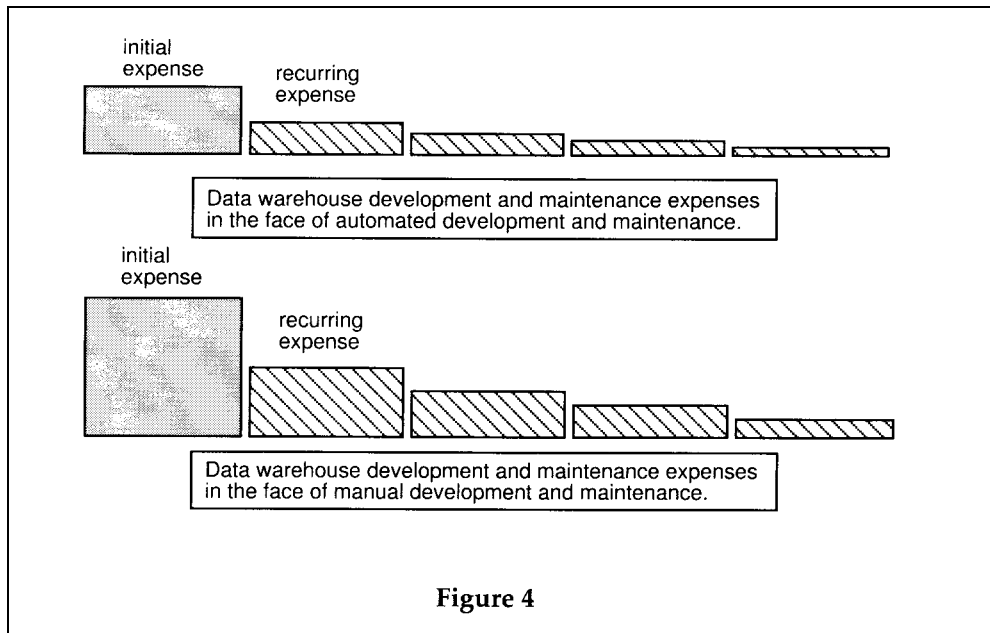 initial
expense
recurring
expense
Data warehouse development and maintenance expenses
in the face of automated development and maintenance.
initial
expense
recurring
expense
Data warehouse development and maintenance expenses
in the face of manual development and maintenance.
Figure 4